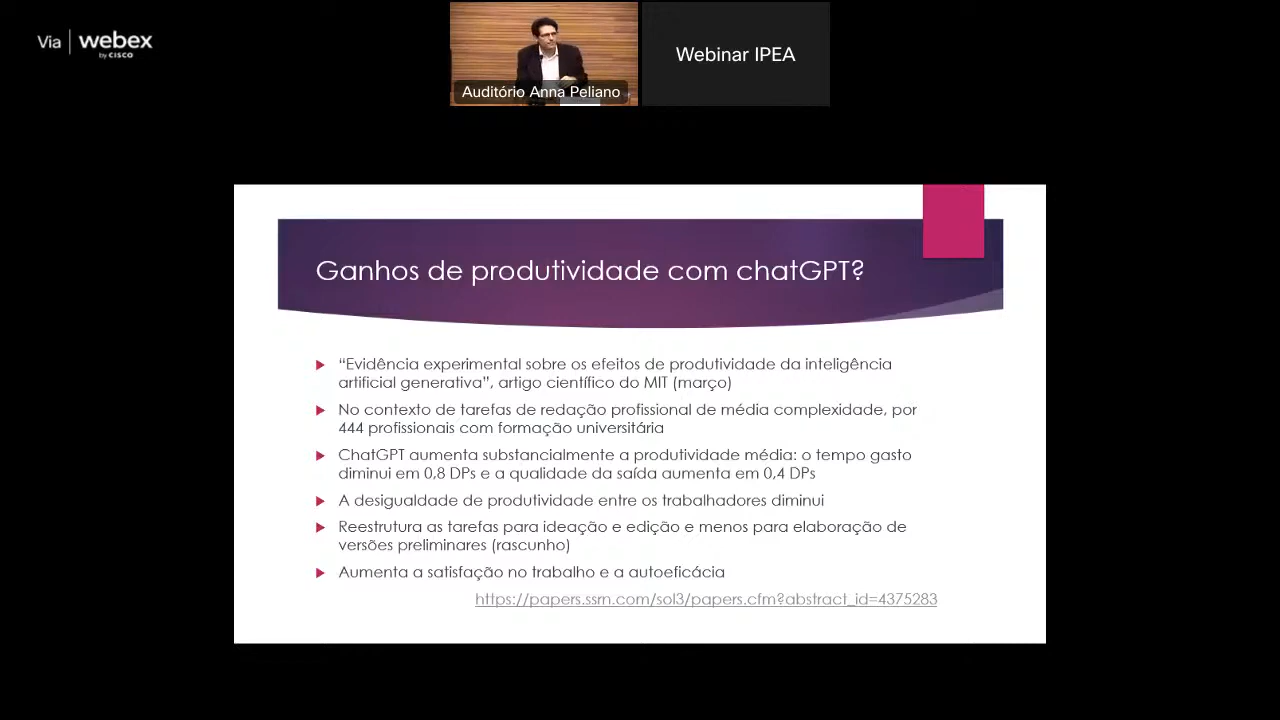 Via webex
by CISCO
Auditório Anna Peliano
Webinar IPEA
Ganhos de produtividade com chatGPT?
“Evidência experimental sobre os efeitos de produtividade da inteligência
artificial generativa”, artigo científico do MIT (março)
No contexto de tarefas de redação profissional de média complexidade, por
444 profissionais com formação universitária
ChatGPT aumenta substancialmente a produtividade média: o tempo gasto
diminui em 0,8 DPs e a qualidade da saída aumenta em 0,4 DPs
A desigualdade de produtividade entre os trabalhadores diminui
Reestrutura as tarefas para ideação e edição e menos para elaboração de
versões preliminares (rascunho)
Aumenta a satisfação no trabalho e a autoeficácia
https://papers.ssrn.com/sol3/papers.cfm?abstract_id=4375283